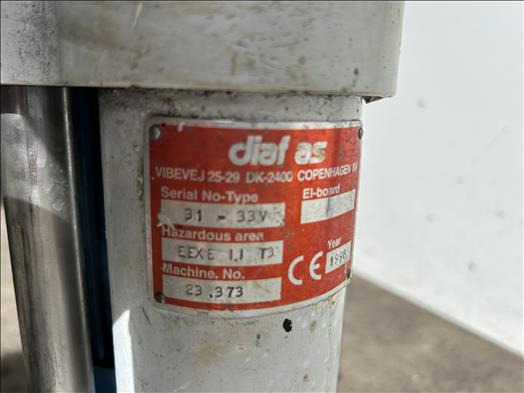 diaf as
VIBEVEJ 25-29 DK-2400 COPENHAGEN NV
Serial No-Type El-board
31 - 33V
Hazardous area Year
EEXE 1.1 T3 CE 1998
Machine. No.
23.373